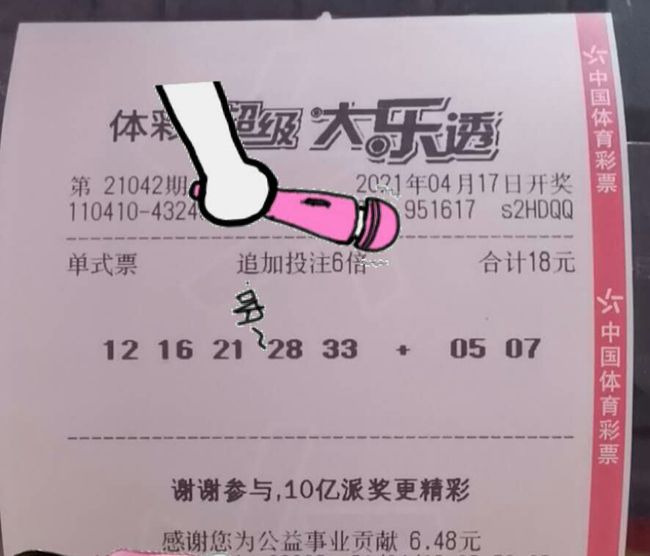 体彩 超级大乐透
第 21042期 2021年04月17日开奖
110410-4324 951617 s2HDQQ
单式票 追加投注6倍 合计18元
12 16 21 28 33 + 05 07
谢谢参与,10亿派奖更精彩
感谢您为公益事业贡献 6.48元
中国体育彩票
中国体育彩票